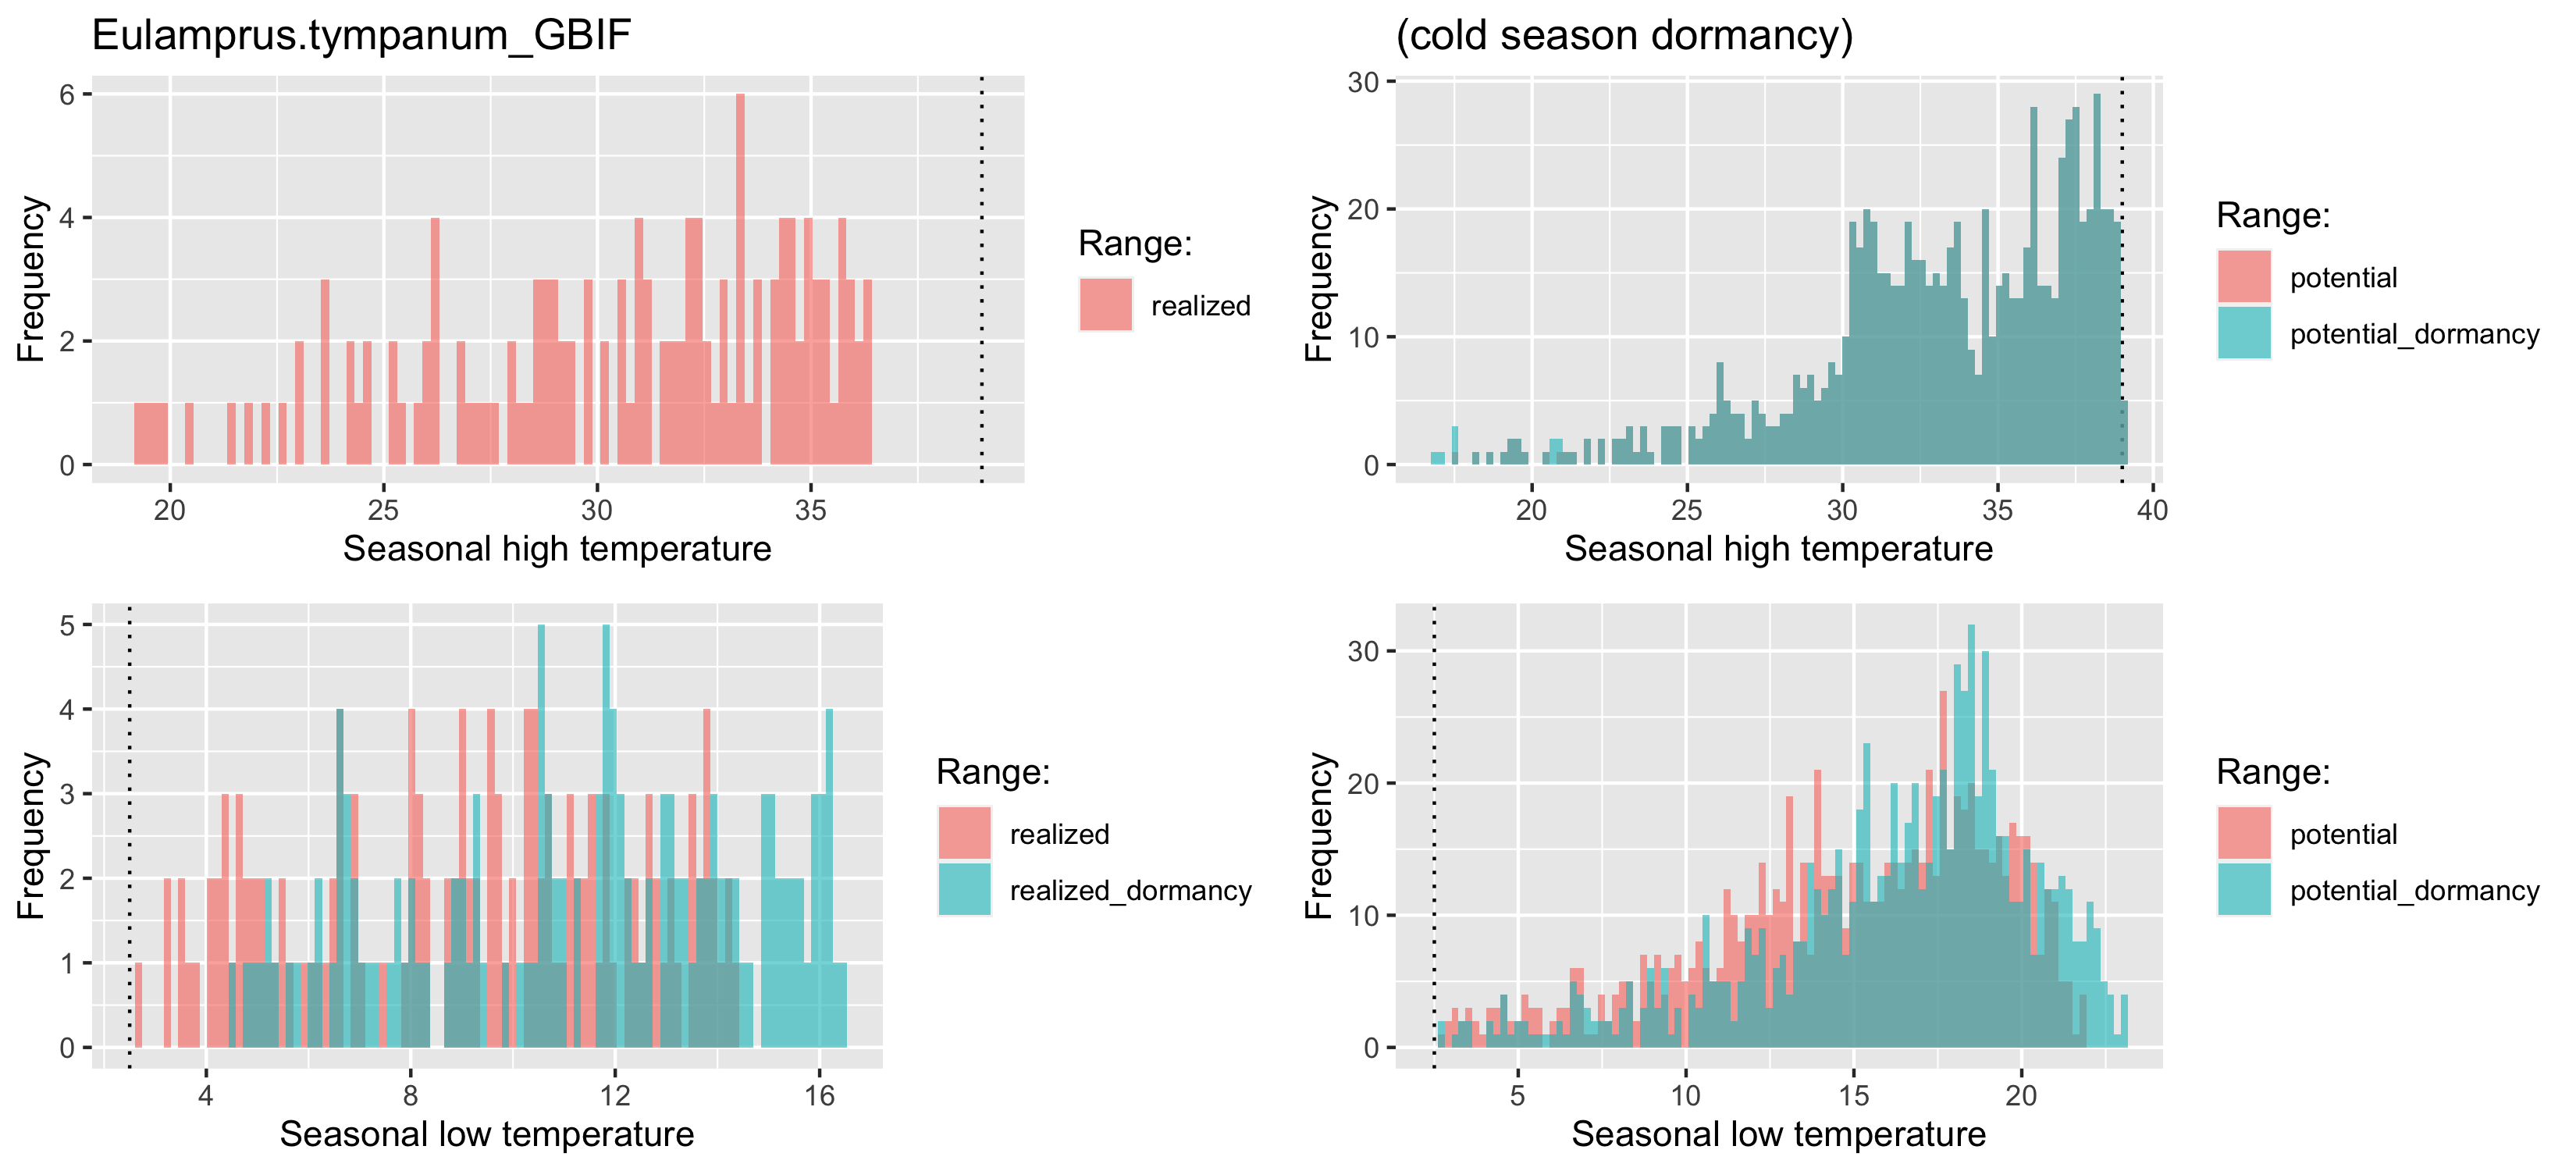 Eulamprus.tympanum_GBIF
Frequency
6
4
2
0
20
25
30
35
Seasonal high temperature
Range:
realized
(cold season dormancy)
Frequency
30
20
10
0
20
25
30
35
40
Seasonal high temperature
Range:
potential
potential_dormancy
Frequency
5
4
3
2
1
0
4
8
12
16
Seasonal low temperature
Range:
realized
realized_dormancy
Frequency
30
20
10
0
5
10
15
20
Seasonal low temperature
Range:
potential
potential_dormancy